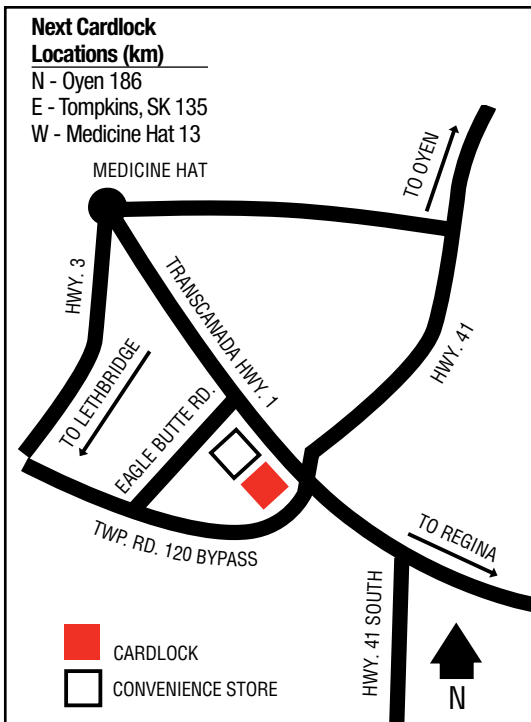 Next Cardlock
Locations (km)
N - Oyen 186
E - Tompkins, SK 135
W - Medicine Hat 13
MEDICINE HAT
TO OYEN
HWY. 3
TRANSCANADA HWY. 1
HWY. 41
TO LETHBRIDGE
EAGLE BUTTE RD.
TWP. RD. 120 BYPASS
TO REGINA
HWY. 41 SOUTH
CARDLOCK
CONVENIENCE STORE
N